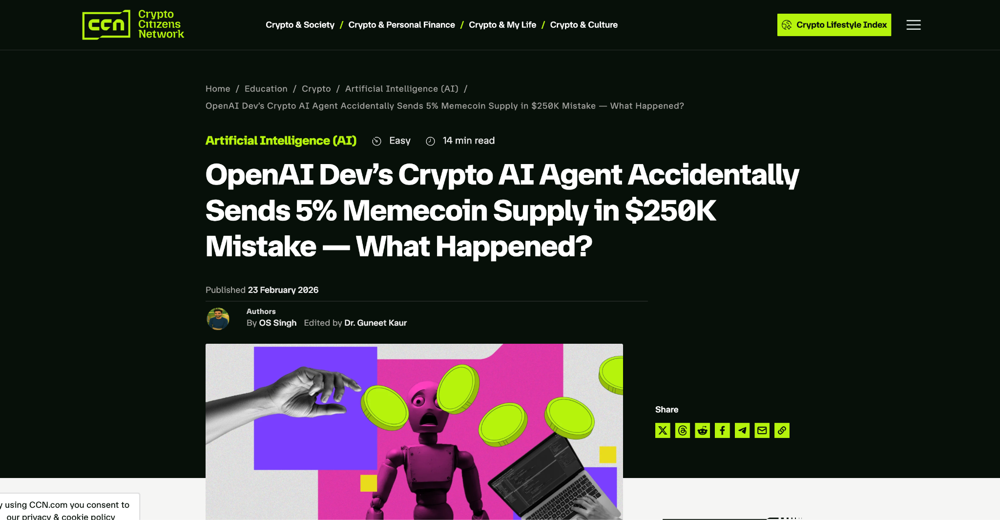 ccn
Crypto
Citizens
Network
Crypto & Society / Crypto & Personal Finance / Crypto & My Life / Crypto & Culture
Crypto Lifestyle Index
Home / Education / Crypto / Artificial Intelligence (AI) /
OpenAI Dev’s Crypto AI Agent Accidentally Sends 5% Memecoin Supply in $250K Mistake — What Happened?
Artificial Intelligence (AI) Easy 14 min read
OpenAI Dev’s Crypto AI Agent Accidentally
Sends 5% Memecoin Supply in $250K
Mistake — What Happened?
Published 23 February 2026
Authors
By OS Singh Edited by Dr. Guneet Kaur
Share
using CCN.com you consent to
our privacy & cookie policy